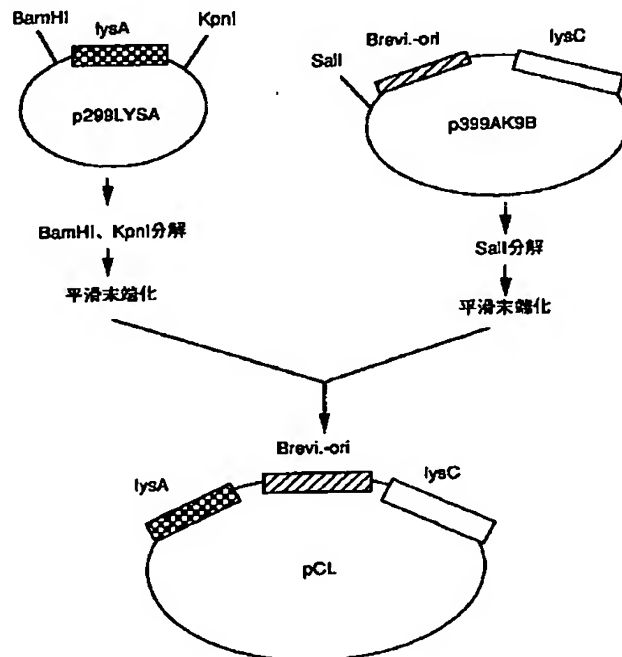 BamHI
lysA
KpnI
p299LYSA
SalI
Brevi.-ori
lysC
p399AK9B
BamHI、KpnI分解
平滑末端化
SalI分解
平滑末端化
Brevi.-ori
lysA
lysC
pCL